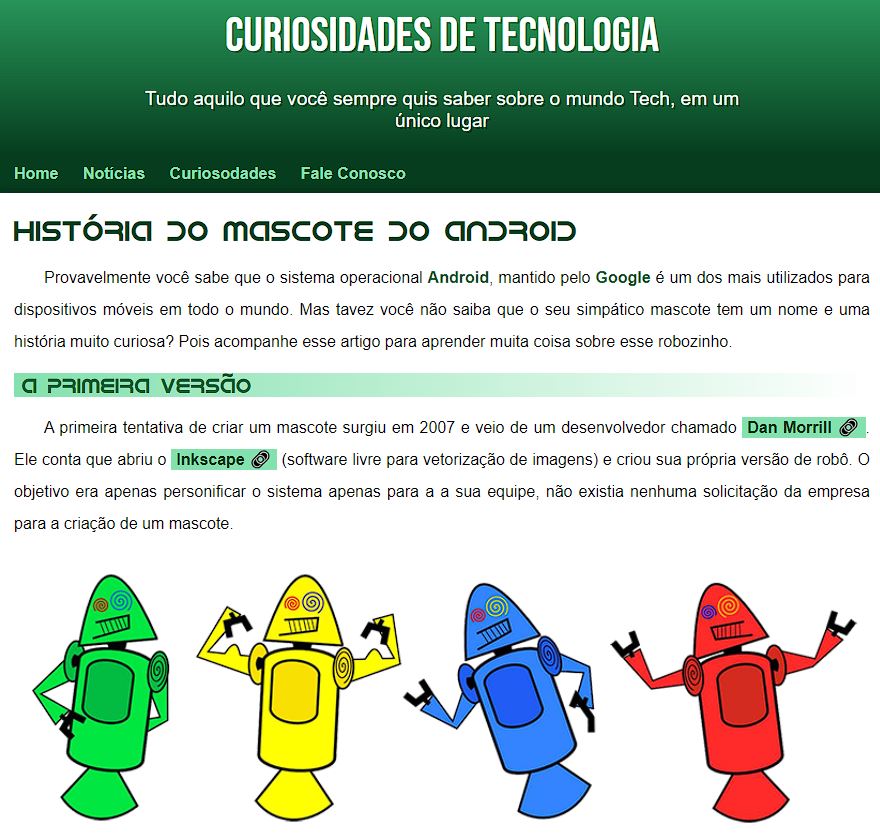 CURIOSIDADES DE TECNOLOGIA
Tudo aquilo que você sempre quis saber sobre o mundo Tech, em um
único lugar
Home Notícias Curiosodades Fale Conosco
HISTÓRIA DO MASCOTE DO ANDROID
Provavelmente você sabe que o sistema operacional Android, mantido pelo Google é um dos mais utilizados para
dispositivos móveis em todo o mundo. Mas tavez você não saiba que o seu simpático mascote tem um nome e uma
história muito curiosa? Pois acompanhe esse artigo para aprender muita coisa sobre esse robozinho.
A PRIMEIRA VERSÃO
A primeira tentativa de criar um mascote surgiu em 2007 e veio de um desenvolvedor chamado Dan Morrill .
Ele conta que abriu o Inkscape (software livre para vetorização de imagens) e criou sua própria versão de robô. O
objetivo era apenas personificar o sistema apenas para a a sua equipe, não existia nenhuma solicitação da empresa
para a criação de um mascote.